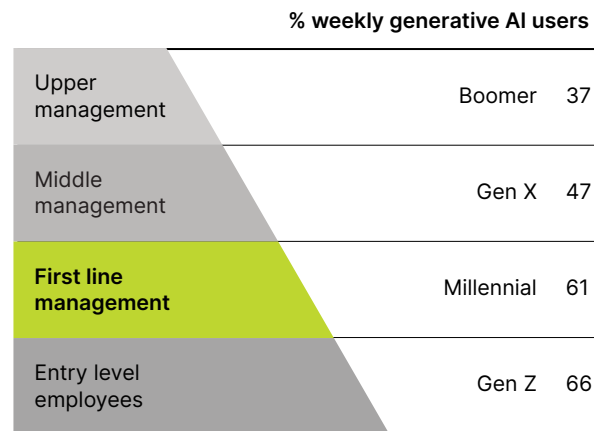 % weekly generative AI users
Upper
management
Boomer 37
Middle
management
Gen X 47
First line
management
Millennial 61
Entry level
employees
Gen Z 66